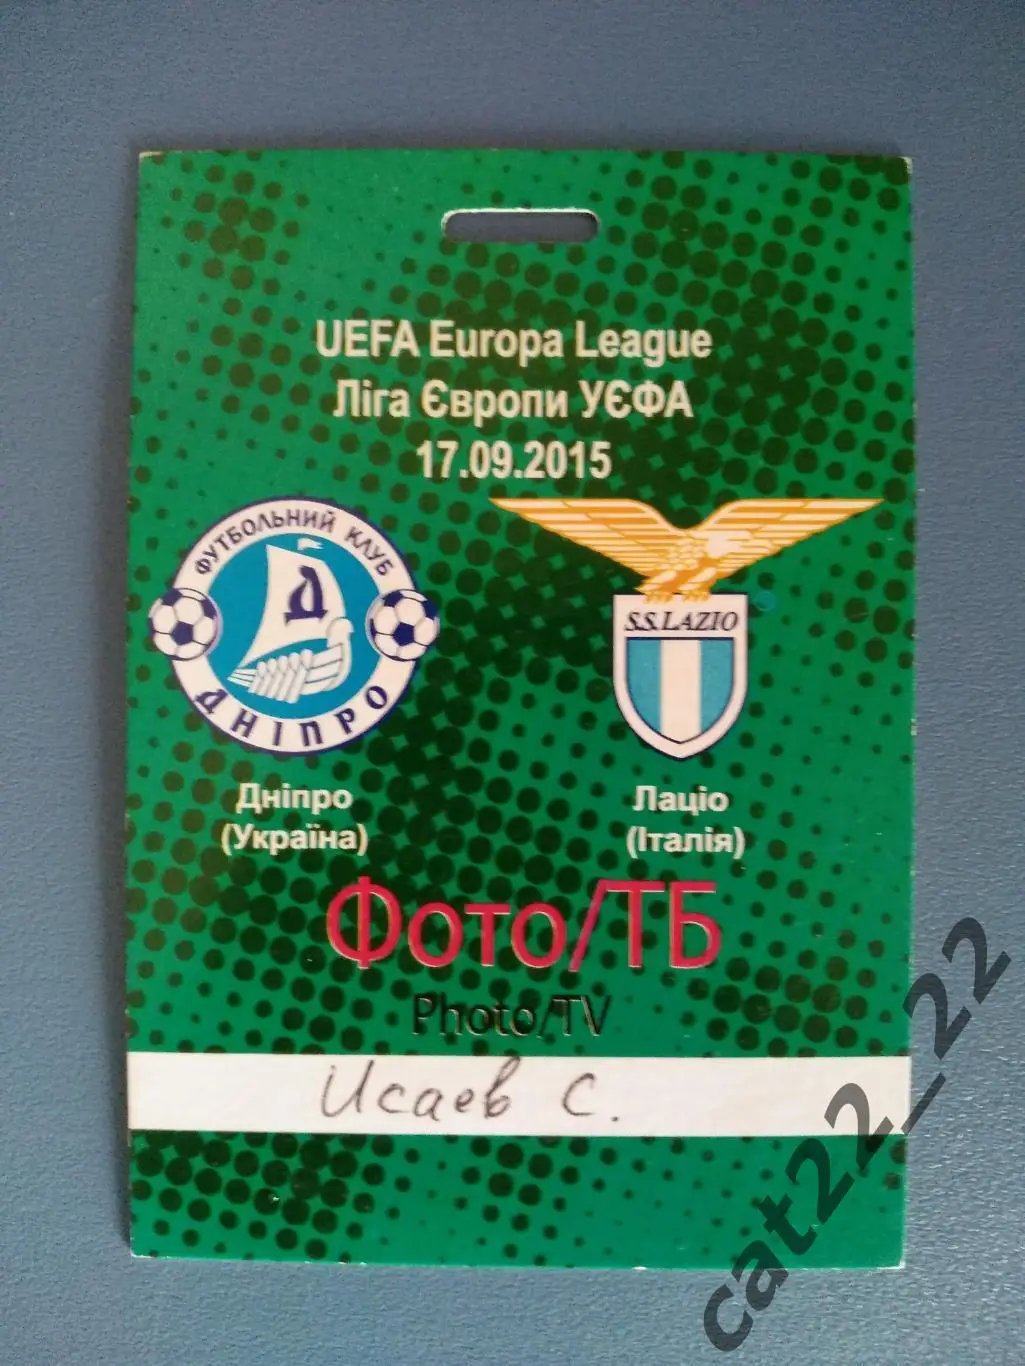 UEFA Europa League
Ліга Європи УЄФА
17.09.2015
ФУТБОЛЬНИЙ КЛУБ
Д
ДНІПРО
S.S.LAZIO
Дніпро
(Україна)
Лаціо
(Італія)
Фото/ТБ
Photo/TV
Исаев С.
cat22_22